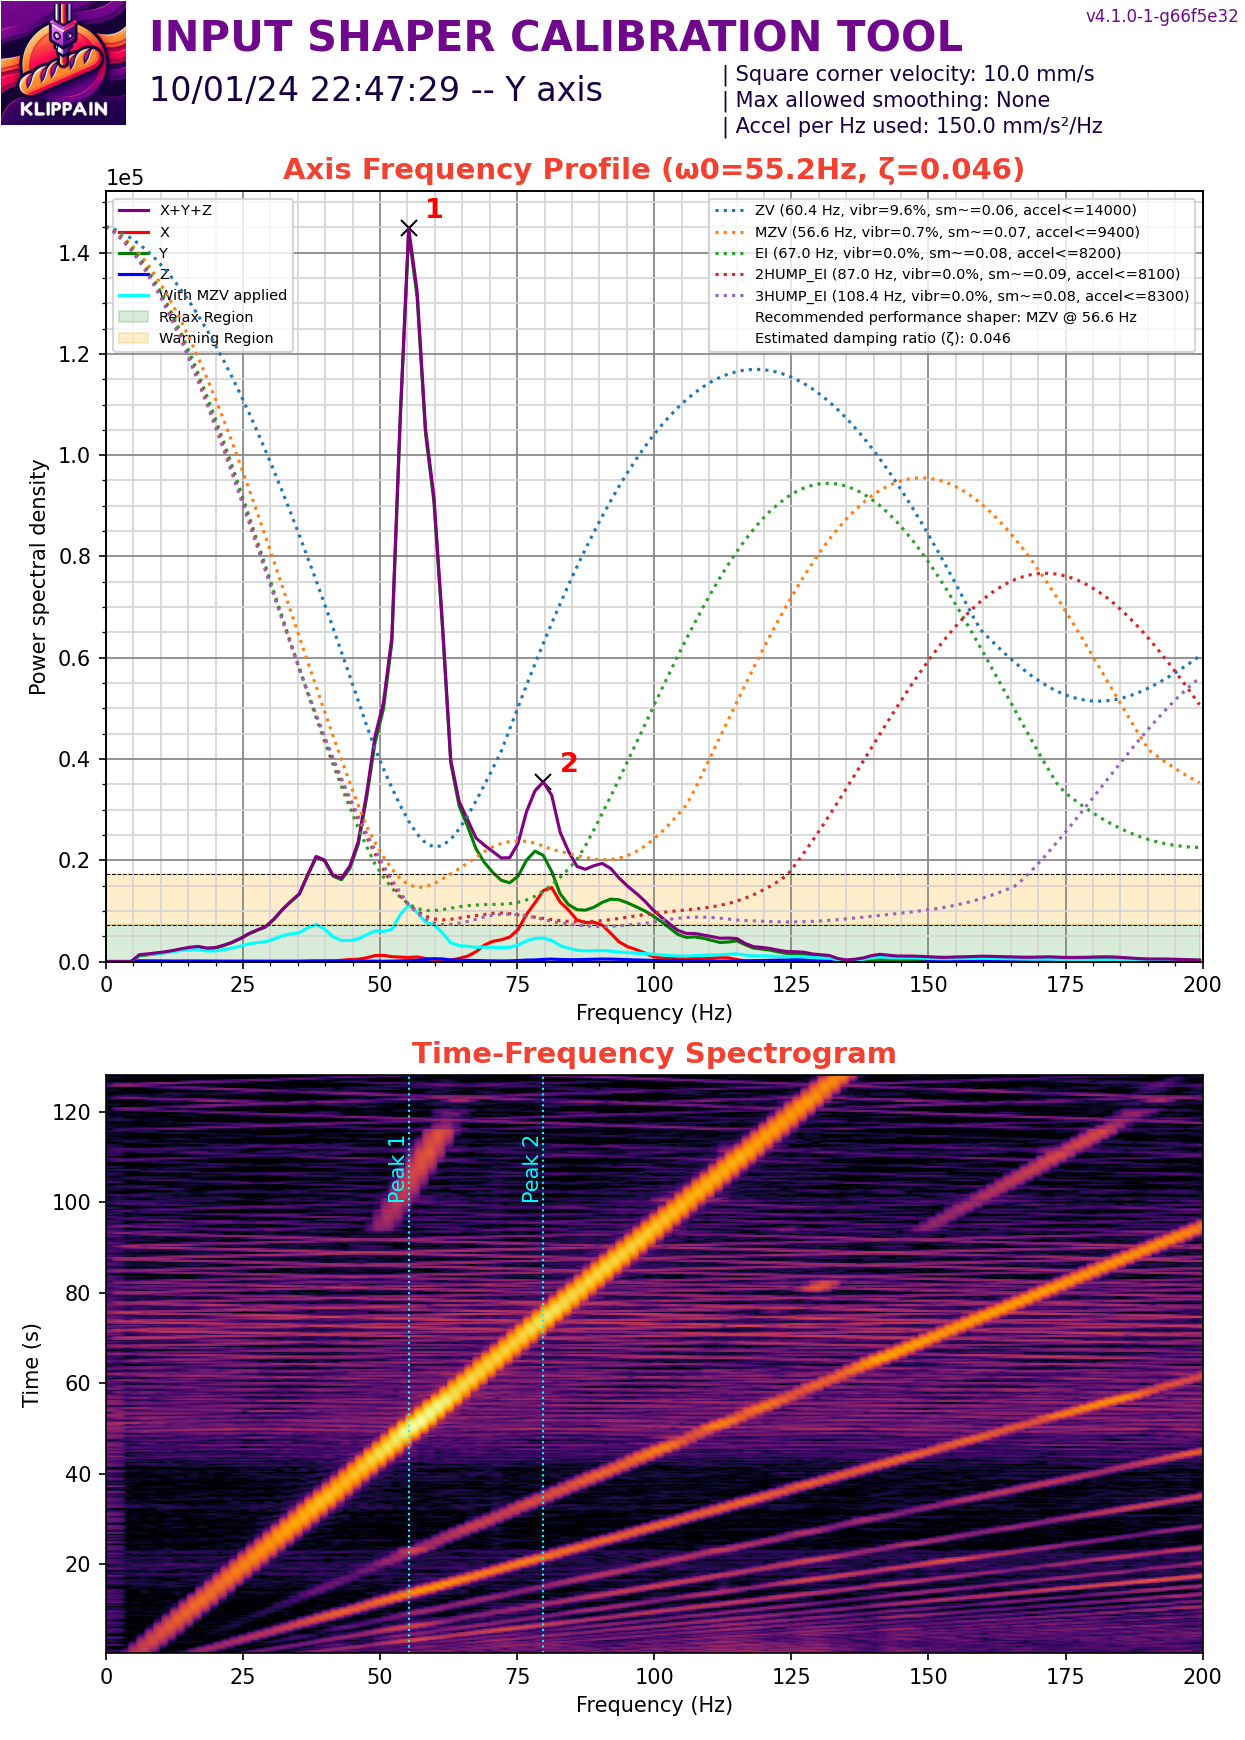 v4.1.0-1-g66f5e32
KLIPPAIN
INPUT SHAPER CALIBRATION TOOL
10/01/24 22:47:29 -- Y axis
| Square corner velocity: 10.0 mm/s
| Max allowed smoothing: None
| Accel per Hz used: 150.0 mm/s²/Hz
Axis Frequency Profile (ω0=55.2Hz, ζ=0.046)
1e5
X+Y+Z
X
Y
Z
With MZV applied
Relax Region
Warning Region
1
2
ZV (60.4 Hz, vibr=9.6%, sm~=0.06, accel<=14000)
MZV (56.6 Hz, vibr=0.7%, sm~=0.07, accel<=9400)
EI (67.0 Hz, vibr=0.0%, sm~=0.08, accel<=8200)
2HUMP_EI (87.0 Hz, vibr=0.0%, sm~=0.09, accel<=8100)
3HUMP_EI (108.4 Hz, vibr=0.0%, sm~=0.08, accel<=8300)
Recommended performance shaper: MZV @ 56.6 Hz
Estimated damping ratio (ζ): 0.046
Power spectral density
1.4
1.2
1.0
0.8
0.6
0.4
0.2
0.0
0 25 50 75 100 125 150 175 200
Frequency (Hz)
Time-Frequency Spectrogram
Time (s)
120
100
80
60
40
20
Peak 1
Peak 2
0 25 50 75 100 125 150 175 200
Frequency (Hz)